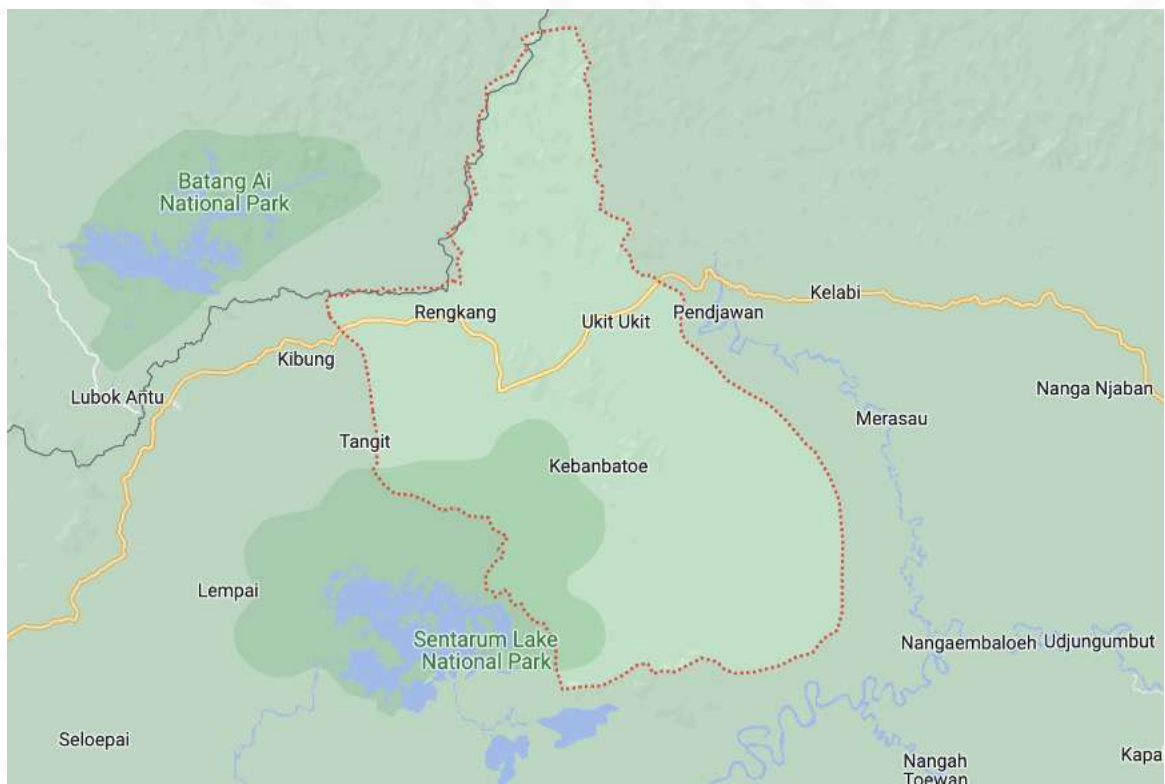 Batang Ai
National Park
Kelabi
Rengkang
Ukit Ukit
Pendjawan
Kibung
Lubok Antu
Nanga Njaban
Merasau
Tangit
Kebanbatoe
Lempai
Sentarum Lake
National Park
Nangaembaloeh
Udjungumbut
Seloepai
Nangah
Toewan
Kapa